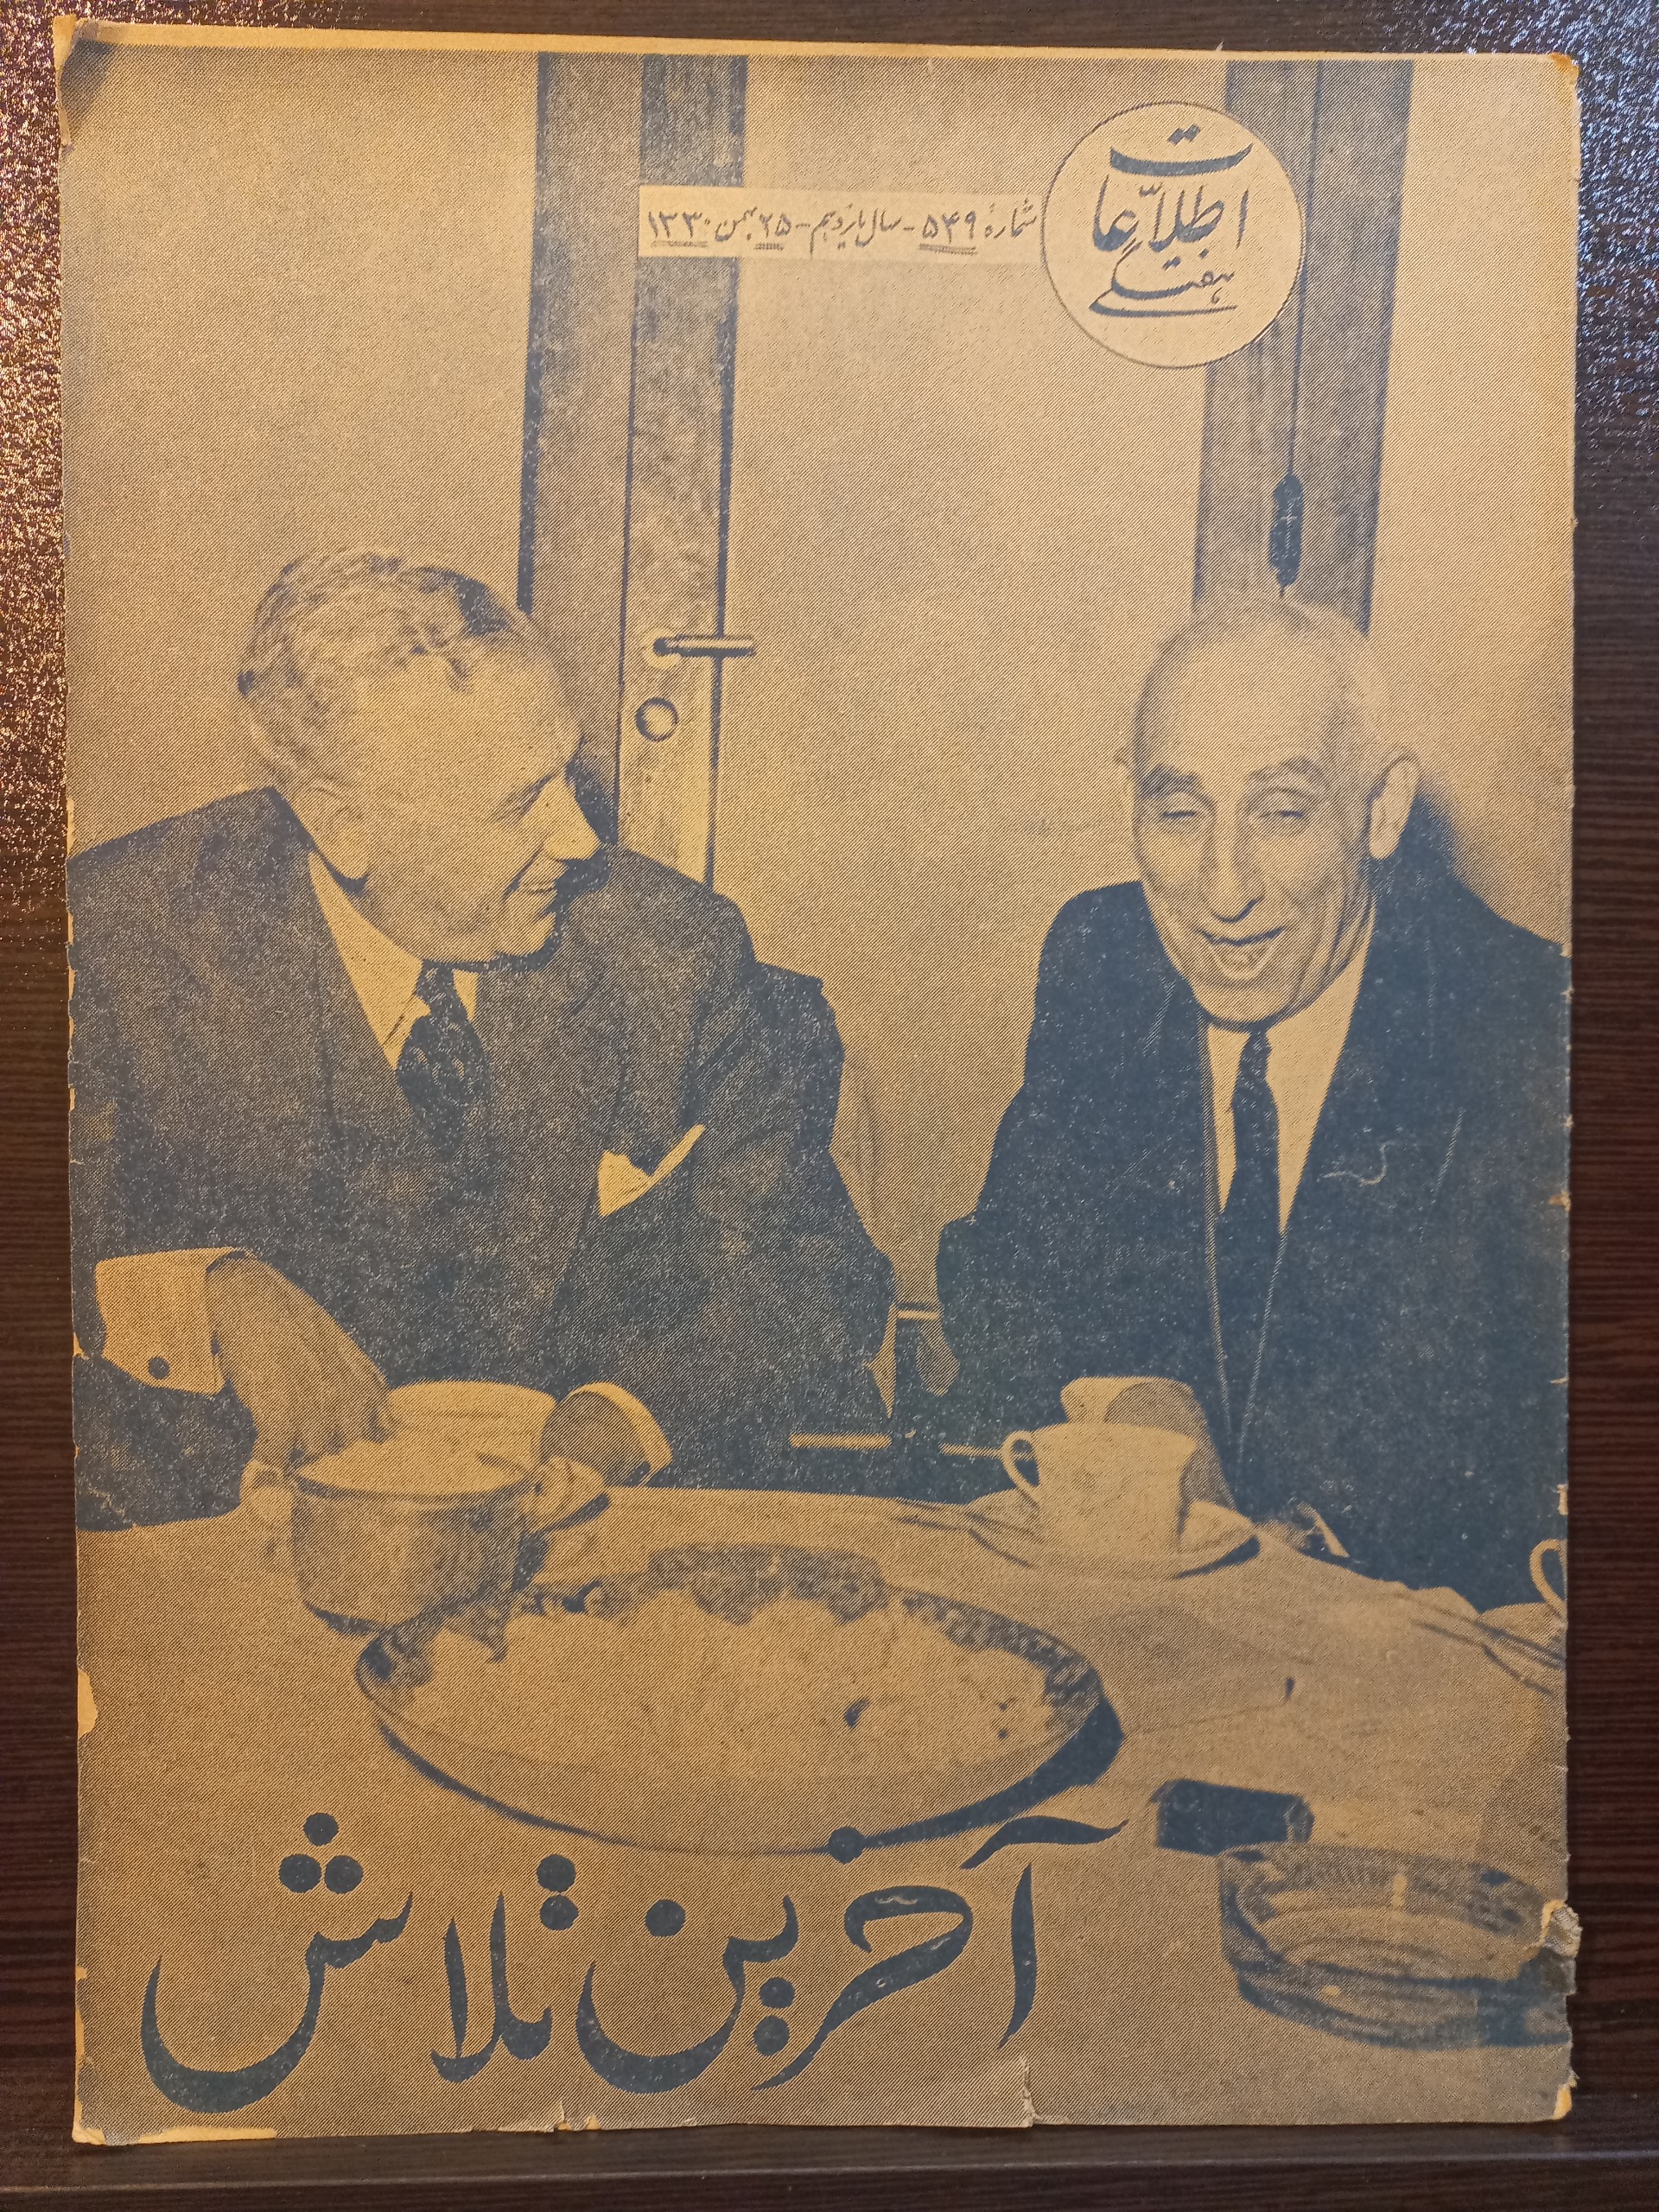 اطلاعات
هفتگی
شمارهٔ ۵۴۹ - سال یازدهم - ۲۵ بهمن ۱۳۳۰
آخرین تلاش